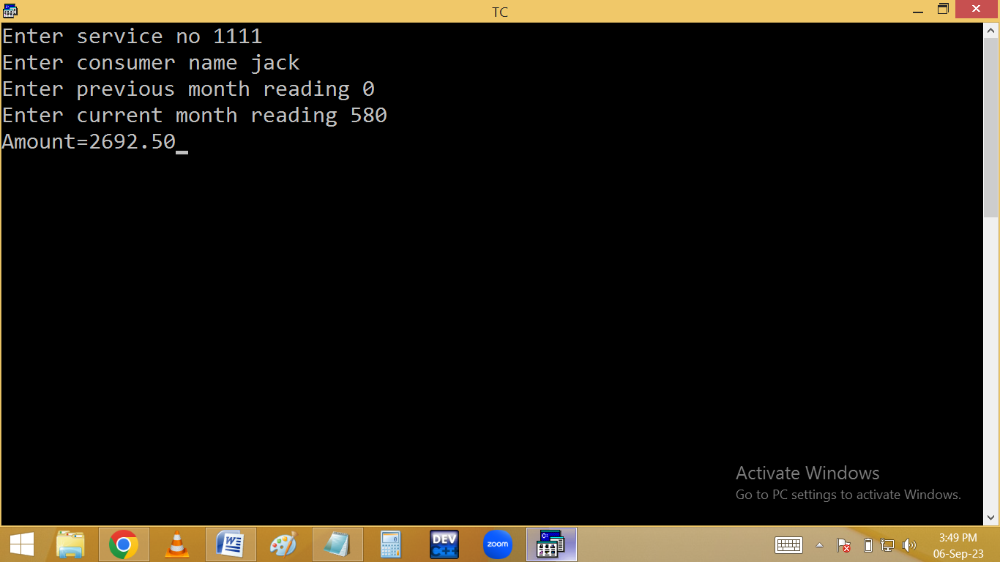 TC
Enter service no 1111
Enter consumer name jack
Enter previous month reading 0
Enter current month reading 580
Amount=2692.50_
Activate Windows
Go to PC settings to activate Windows.
DEV
C++
zoom
3:49 PM
06-Sep-23